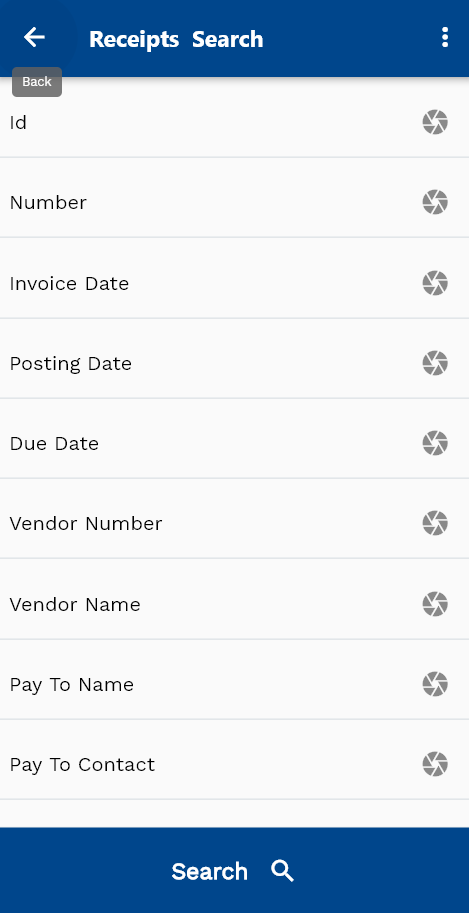 Receipts Search
Back
Id
Number
Invoice Date
Posting Date
Due Date
Vendor Number
Vendor Name
Pay To Name
Pay To Contact
Search